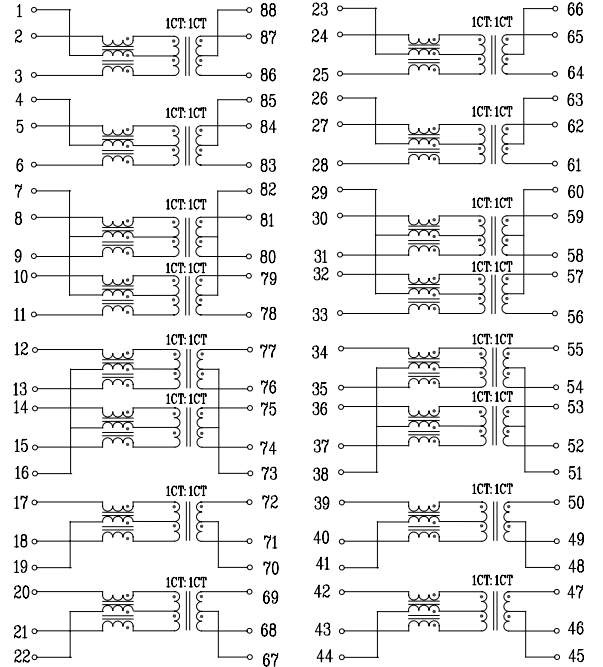 1 88
1CT:1CT
2 87
3 86
4 85
1CT:1CT
5 84
6 83
7 82
1CT:1CT
8 81
9 80
1CT:1CT
10 79
11 78
12 77
1CT:1CT
13 76
1CT:1CT
14 75
15 74
16 73
1CT:1CT
17 72
18 71
19 70
1CT:1CT
20 69
21 68
22 67
23 66
1CT:1CT
24 65
25 64
26 63
1CT:1CT
27 62
28 61
29 60
1CT:1CT
30 59
31 58
1CT:1CT
32 57
33 56
34 55
1CT:1CT
35 54
1CT:1CT
36 53
37 52
38 51
1CT:1CT
39 50
40 49
41 48
1CT:1CT
42 47
43 46
44 45